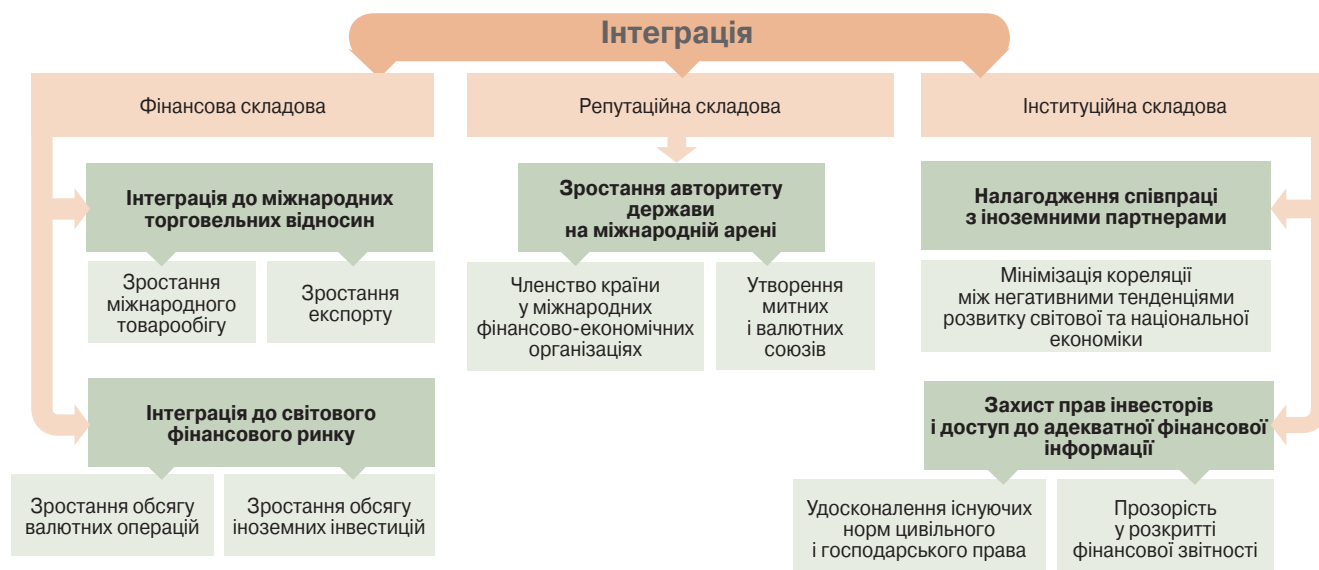 Інтеграція
Фінансова складова
Репутаційна складова
Інституційна складова
Інтеграція до міжнародних
торговельних відносин
Зростання
міжнародного
товарообігу
Зростання
експорту
Інтеграція до світового
фінансового ринку
Зростання обсягу
валютних операцій
Зростання обсягу
іноземних інвестицій
Зростання авторитету
держави
на міжнародній арені
Членство країни
у міжнародних
фінансово-економічних
організаціях
Утворення
митних
і валютних
союзів
Налагодження співпраці
з іноземними партнерами
Мінімізація кореляції
між негативними тенденціями
розвитку світової та національної
економіки
Захист прав інвесторів
і доступ до адекватної фінансової
інформації
Удосконалення існуючих
норм цивільного
і господарського права
Прозорість
у розкритті
фінансової звітності